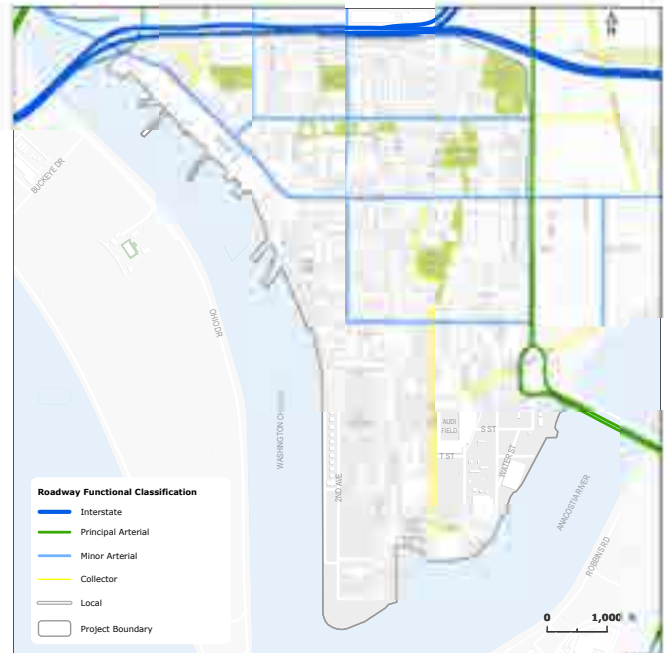 N
BUCKEYE DR
OHIO DR
WASHINGTON CH
2ND AVE
AUDI
FIELD
S ST
T ST
WATER ST
ANACOSTIA RIVER
ROBBINS RD
Roadway Functional Classification
Interstate
Principal Arterial
Minor Arterial
Collector
Local
Project Boundary
0 1,000